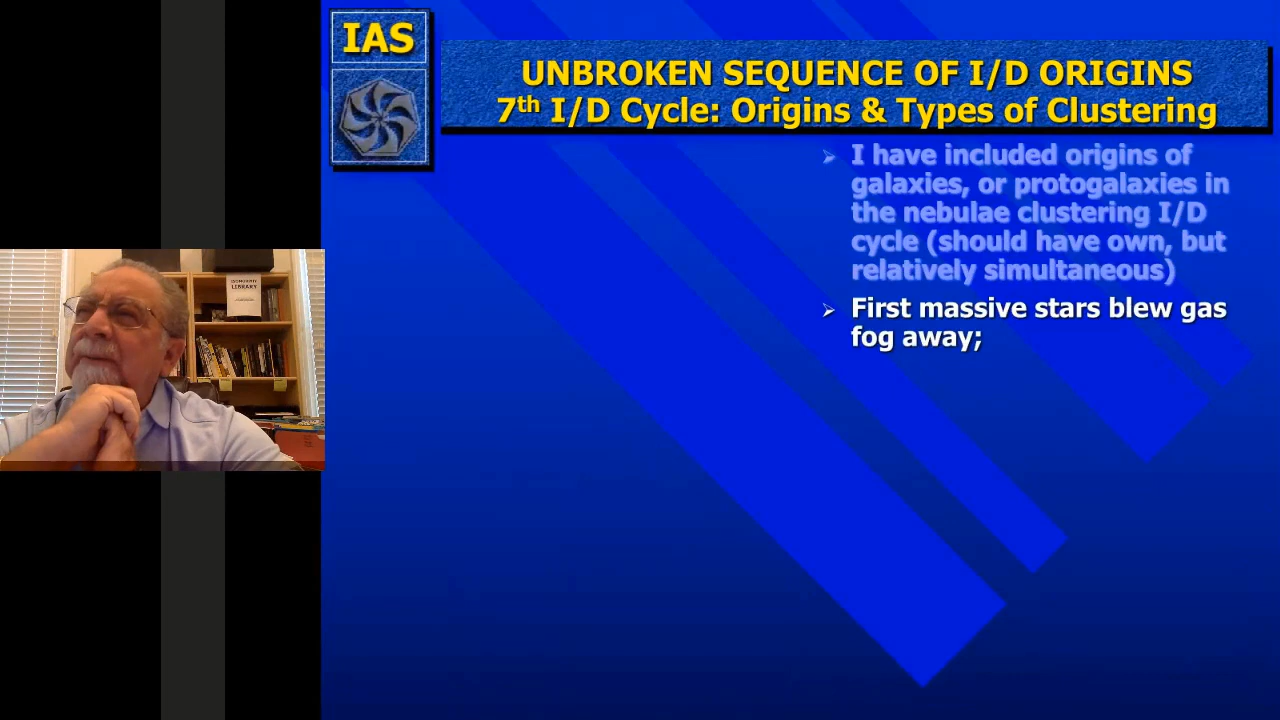 IAS
UNBROKEN SEQUENCE OF I/D ORIGINS
7th I/D Cycle: Origins & Types of Clustering
I have included origins of
galaxies, or protogalaxies in
the nebulae clustering I/D
cycle (should have own, but
relatively simultaneous)
First massive stars blew gas
fog away;
LIBRARY